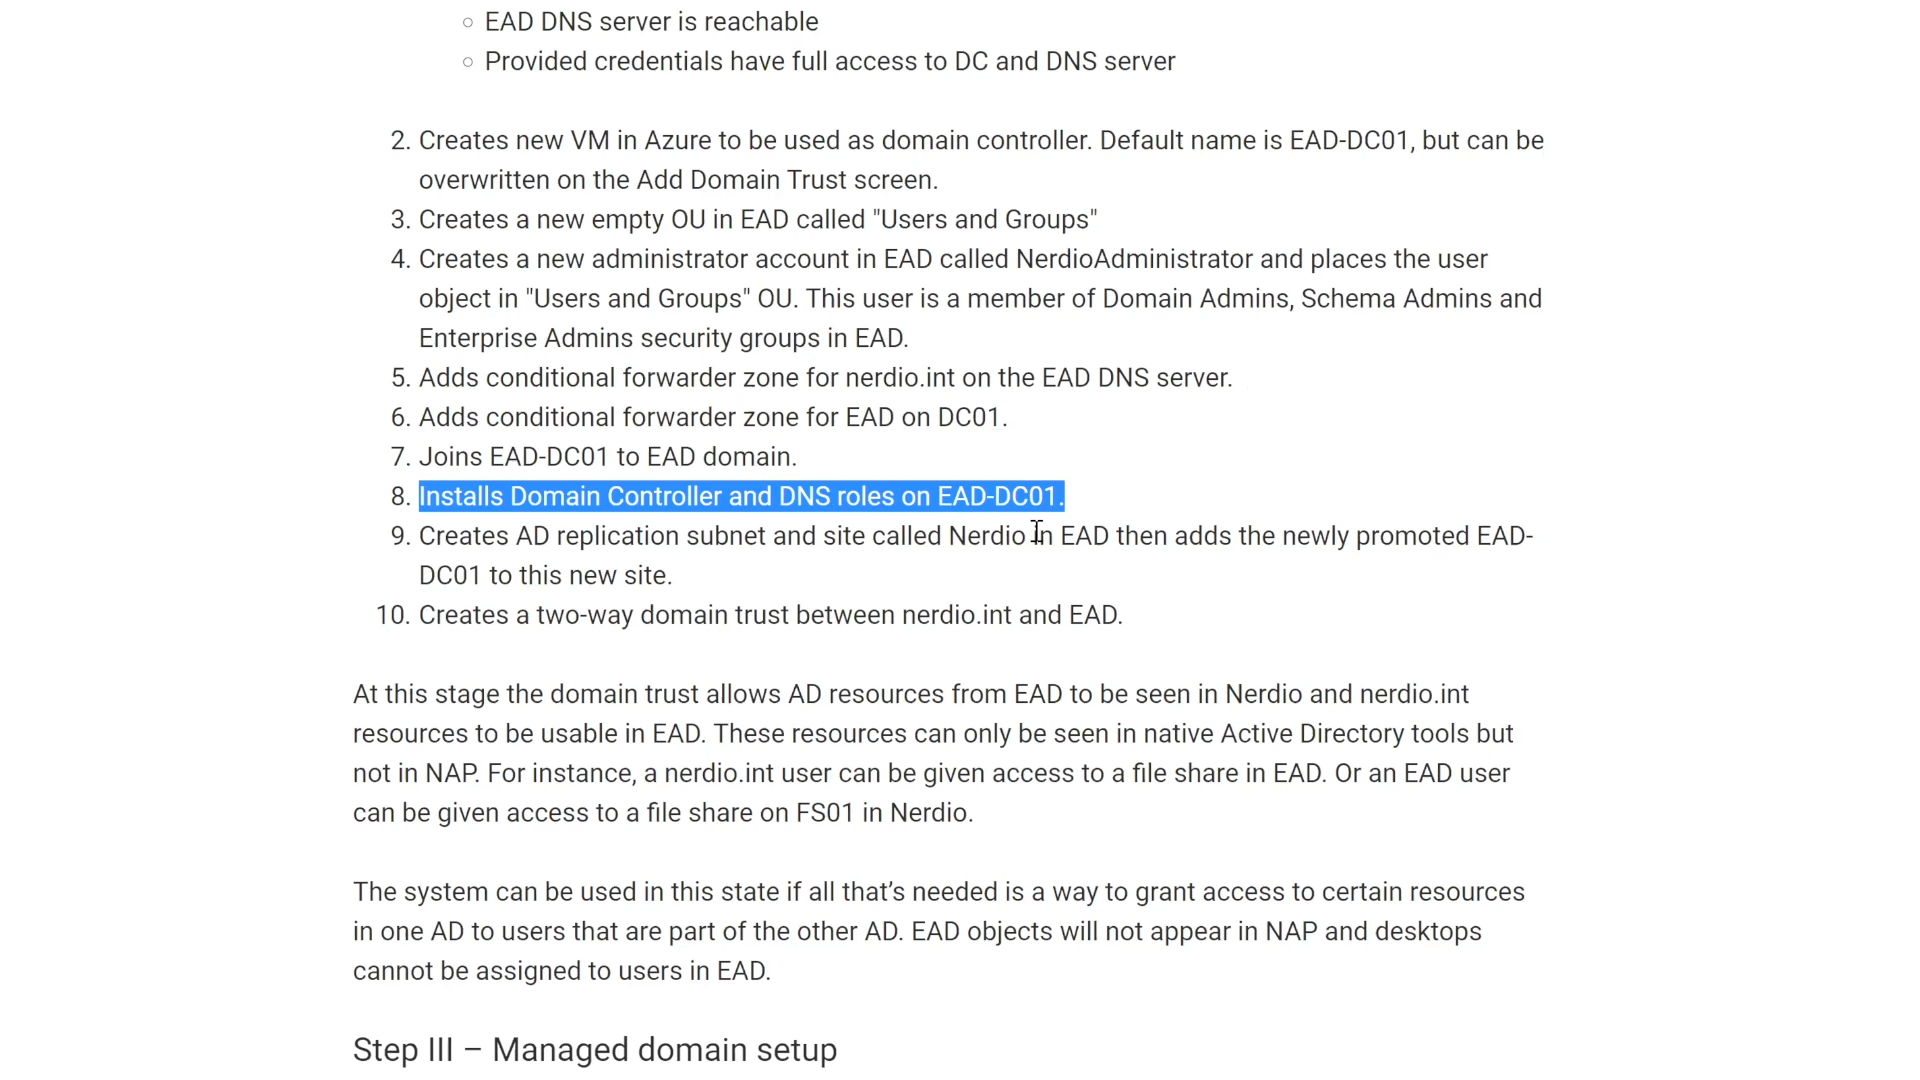 ○ EAD DNS server is reachable
○ Provided credentials have full access to DC and DNS server
2. Creates new VM in Azure to be used as domain controller. Default name is EAD-DC01, but can be
overwritten on the Add Domain Trust screen.
3. Creates a new empty OU in EAD called "Users and Groups"
4. Creates a new administrator account in EAD called NerdioAdministrator and places the user
object in "Users and Groups" OU. This user is a member of Domain Admins, Schema Admins and
Enterprise Admins security groups in EAD.
5. Adds conditional forwarder zone for nerdio.int on the EAD DNS server.
6. Adds conditional forwarder zone for EAD on DC01.
7. Joins EAD-DC01 to EAD domain.
8. Installs Domain Controller and DNS roles on EAD-DC01.
9. Creates AD replication subnet and site called Nerdio in EAD then adds the newly promoted EAD-
DC01 to this new site.
10. Creates a two-way domain trust between nerdio.int and EAD.
At this stage the domain trust allows AD resources from EAD to be seen in Nerdio and nerdio.int
resources to be usable in EAD. These resources can only be seen in native Active Directory tools but
not in NAP. For instance, a nerdio.int user can be given access to a file share in EAD. Or an EAD user
can be given access to a file share on FS01 in Nerdio.
The system can be used in this state if all that’s needed is a way to grant access to certain resources
in one AD to users that are part of the other AD. EAD objects will not appear in NAP and desktops
cannot be assigned to users in EAD.
Step III – Managed domain setup